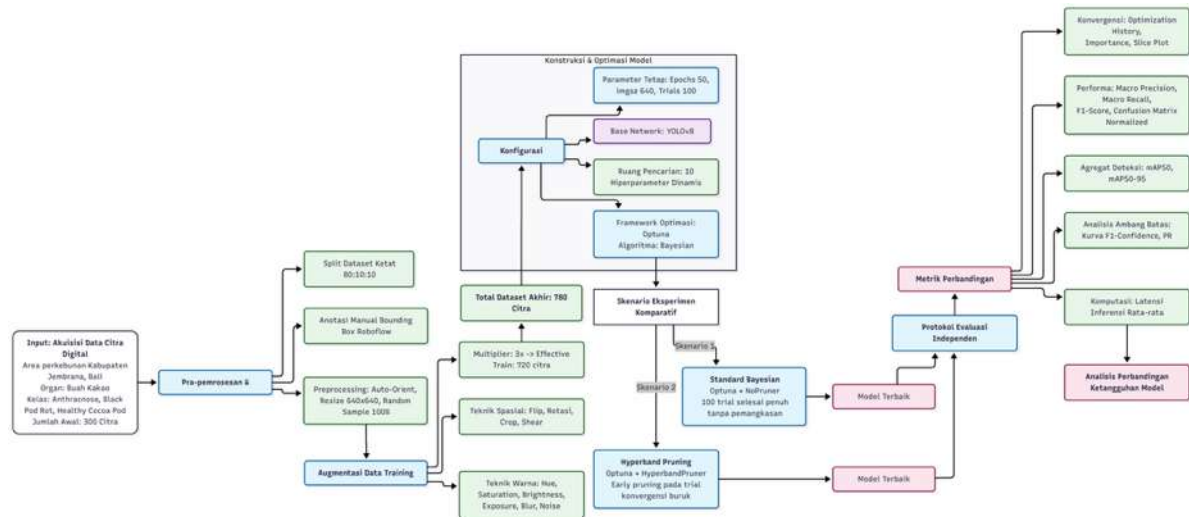 Input: Akuisisi Data Citra
Digital
Area perkebunan Kabupaten
Jembrana, Bali
Organ: Buah Kakao
Kelas: Anthracnose, Black
Pod Rot, Healthy Cocoa Pod
Jumlah Awal: 300 Citra
Pra-pemrosesan &
Split Dataset Ketat
80:10:10
Anotasi Manual Bounding
Box Roboflow
Preprocessing: Auto-Orient,
Resize 640x640, Random
Sample 100%
Augmentasi Data Training
Multiplier: 3x -> Effective
Train: 720 citra
Teknik Spasial: Flip, Rotasi,
Crop, Shear
Teknik Warna: Hue,
Saturation, Brightness,
Exposure, Blur, Noise
Total Dataset Akhir: 780
Citra
Konstruksi & Optimasi Model
Konfigurasi
Parameter Tetap: Epochs 50,
Imgsz 640, Trials 100
Base Network: YOLOv8
Ruang Pencarian: 10
Hiperparameter Dinamis
Framework Optimasi:
Optuna
Algoritma: Bayesian
Skenario Eksperimen
Komparatif
Skenario 1
Skenario 2
Standard Bayesian
Optuna + NoPruner
100 trial selesai penuh
tanpa pemangkasan
Hyperband Pruning
Optuna + HyperbandPruner
Early pruning pada trial
konvergensi buruk
Model Terbaik
Model Terbaik
Protokol Evaluasi
Independen
Metrik Perbandingan
Konvergensi: Optimization
History,
Importance, Slice Plot
Performa: Macro Precision,
Macro Recall,
F1-Score, Confusion Matrix
Normalized
Agregat Deteksi: mAP50,
mAP50-95
Analisis Ambang Batas:
Kurva F1-Confidence, PR
Komputasi: Latensi
Inferensi Rata-rata
Analisis Perbandingan
Ketangguhan Model